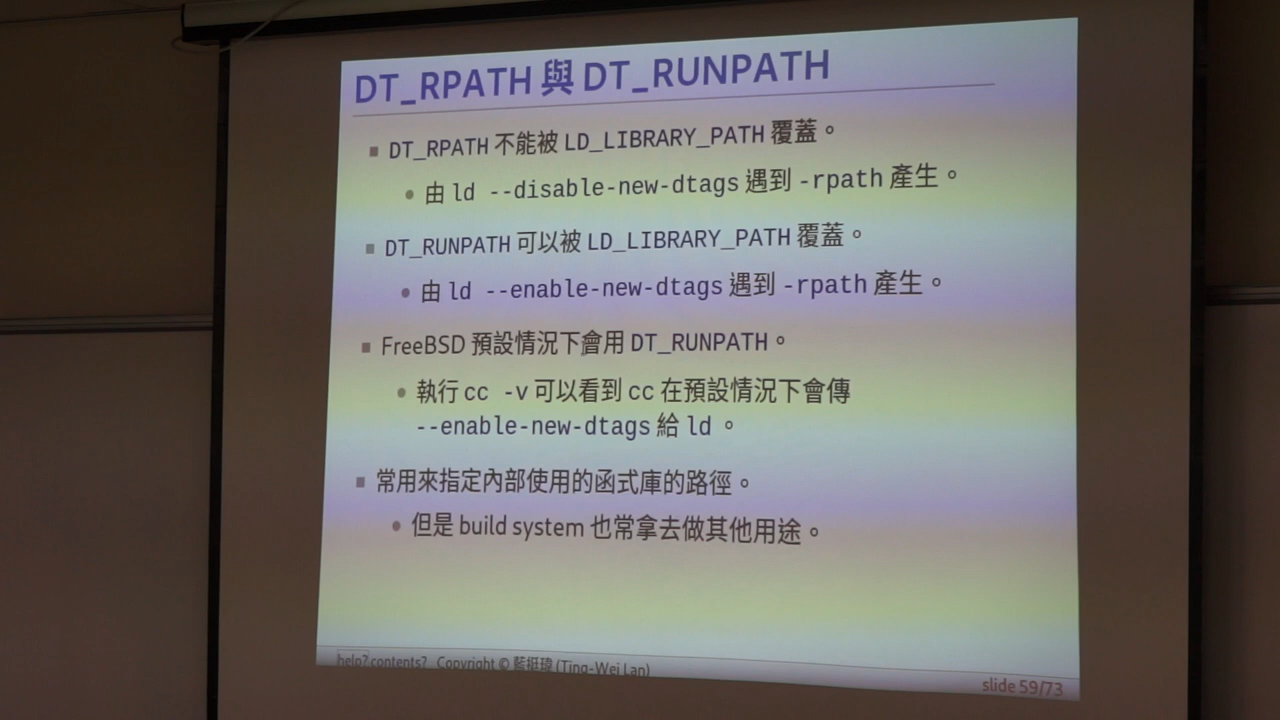 DT_RPATH 與 DT_RUNPATH
DT_RPATH 不能被 LD_LIBRARY_PATH 覆蓋。
由 ld --disable-new-dtags 遇到 -rpath 產生。
DT_RUNPATH 可以被 LD_LIBRARY_PATH 覆蓋。
由 ld --enable-new-dtags 遇到 -rpath 產生。
FreeBSD 預設情況下會用 DT_RUNPATH。
執行 cc -v 可以看到 cc 在預設情況下會傳
--enable-new-dtags 給 ld 。
常用來指定內部使用的函式庫的路徑。
但是 build system 也常拿去做其他用途。
help? contents? Copyright © 藍挺瑋 (Ting-Wei Lan)
slide 59/73